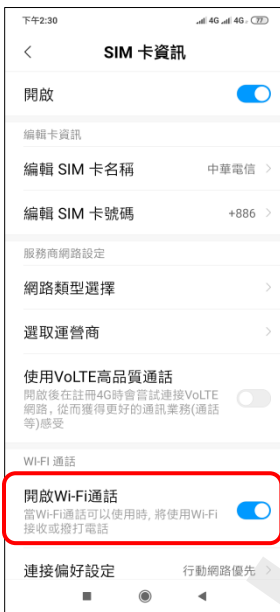 下午2:30 4G 4G 77
SIM 卡資訊
開啟
編輯卡資訊
編輯 SIM 卡名稱 中華電信
編輯 SIM 卡號碼 +886
服務商網路設定
網路類型選擇
選取運營商
使用VoLTE高品質通話
開啟後在註冊4G時會嘗試連接VoLTE
網路，從而獲得更好的通訊業務(通話
等)感受
WI-FI 通話
開啟Wi-Fi通話
當Wi-Fi通話可以使用時, 將使用Wi-Fi
接收或撥打電話
連接偏好設定 行動網路優先